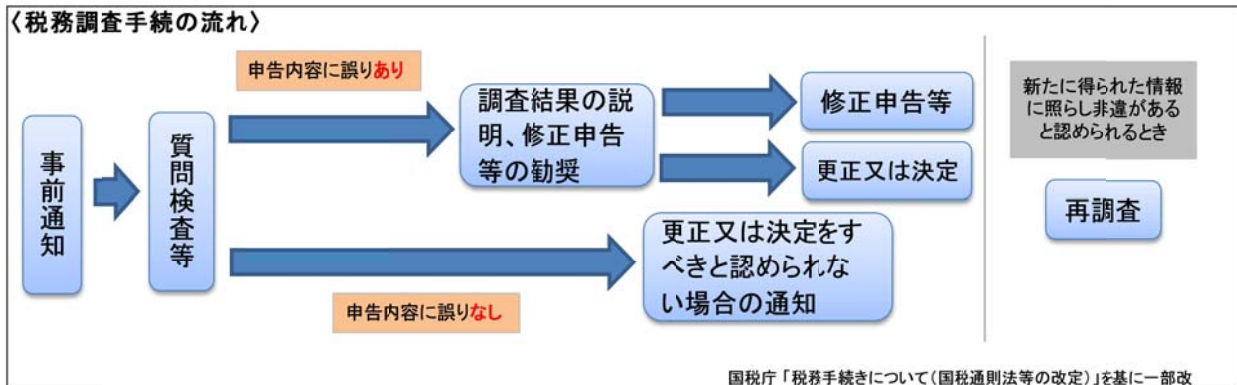 〈税務調査手続の流れ〉
申告内容に誤りあり
事前通知
質問検査等
調査結果の説
明、修正申告
等の勧奨
修正申告等
更正又は決定
更正又は決定をす
べきと認められな
い場合の通知
申告内容に誤りなし
新たに得られた情報
に照らし非違がある
と認められるとき
再調査
国税庁「税務手続きについて(国税通則法等の改定)」を基に一部改